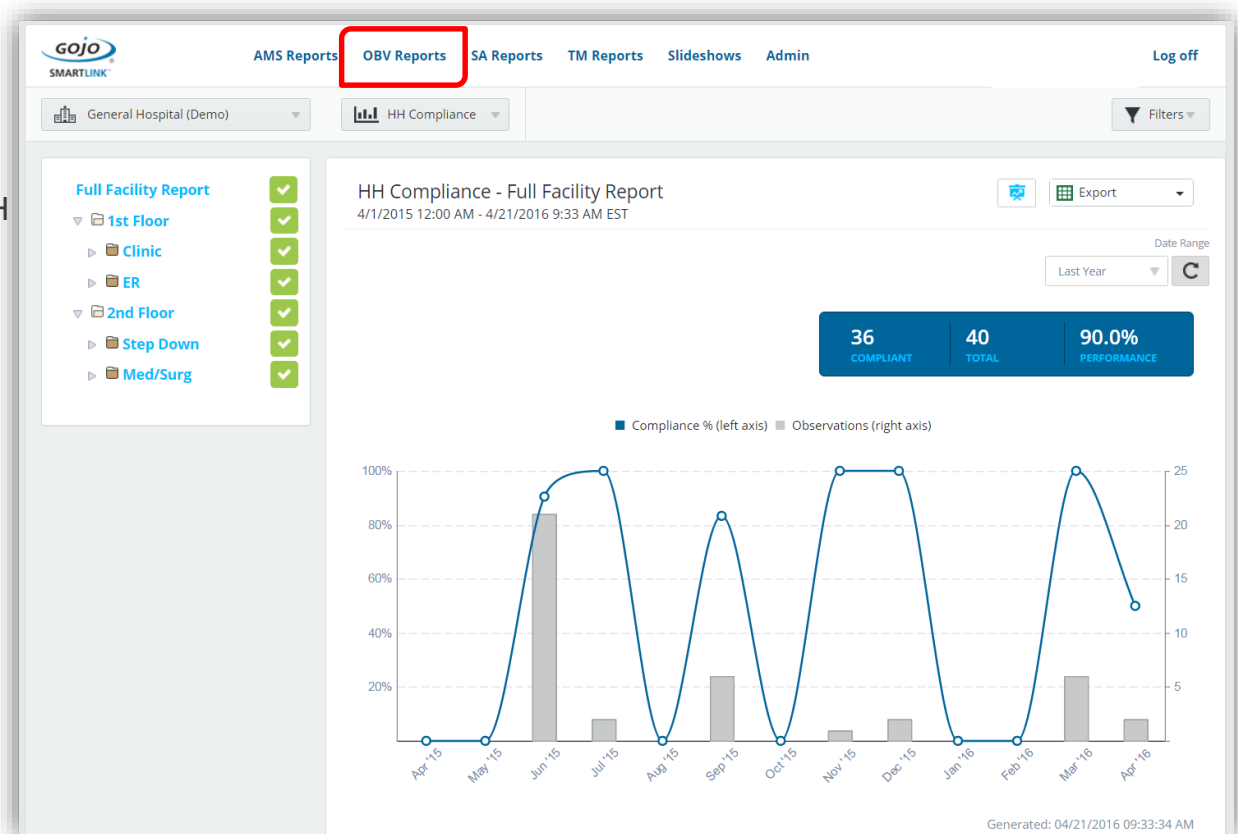 GOJO
SMARTLINK™
AMS Reports OBV Reports SA Reports TM Reports Slideshows Admin Log off
General Hospital (Demo) HH Compliance Filters
H
Full Facility Report
1st Floor
Clinic
ER
2nd Floor
Step Down
Med/Surg
HH Compliance - Full Facility Report
4/1/2015 12:00 AM - 4/21/2016 9:33 AM EST
Export
Date Range
Last Year
36 40 90.0%
COMPLIANT TOTAL PERFORMANCE
Compliance % (left axis) Observations (right axis)
100% 25
80% 20
60% 15
40% 10
20% 5
Apr '15 May '15 Jun '15 Jul '15 Aug '15 Sep '15 Oct '15 Nov '15 Dec '15 Jan '16 Feb '16 Mar '16 Apr '16
Generated: 04/21/2016 09:33:34 AM